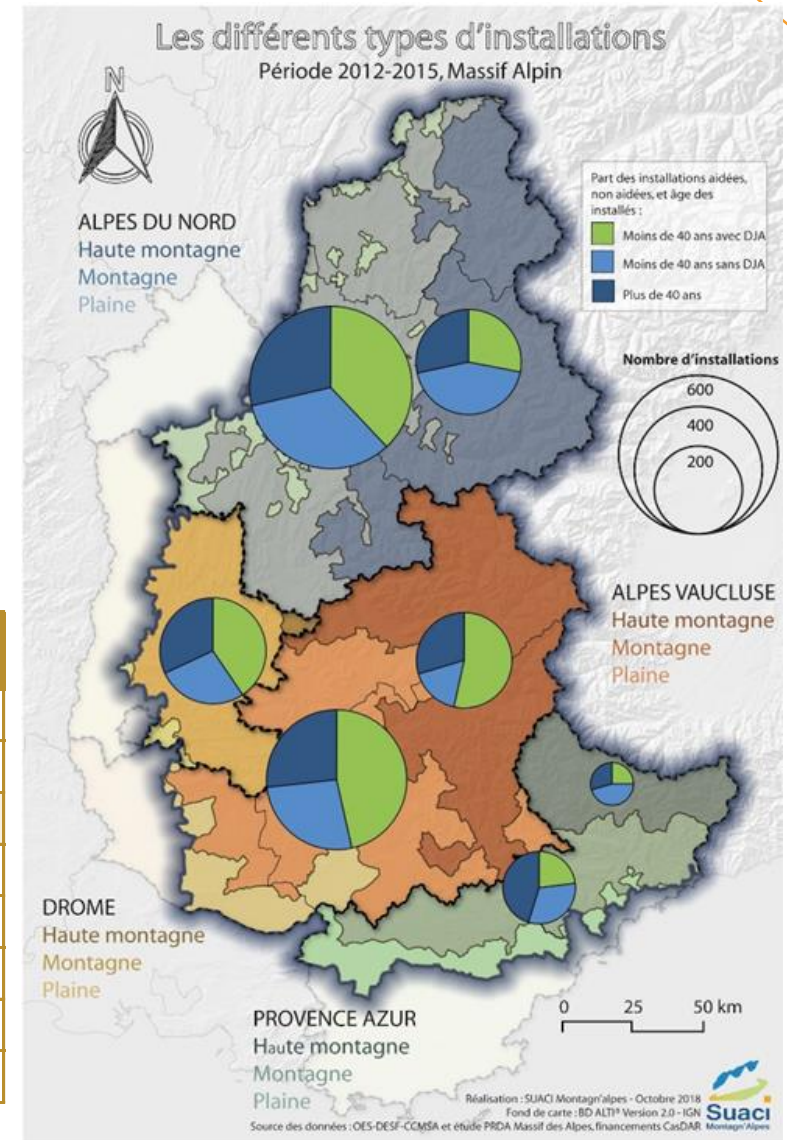 Les différents types d'installations
Période 2012-2015, Massif Alpin
N
ALPES DU NORD
Haute montagne
Montagne
Plaine
Part des installations aidées,
non aidées, et âge des
installés :
Moins de 40 ans avec DJA
Moins de 40 ans sans DJA
Plus de 40 ans
Nombre d'installations
600
400
200
ALPES VAUCLUSE
Haute montagne
Montagne
Plaine
DROME
Haute montagne
Montagne
Plaine
PROVENCE AZUR
Haute montagne
Montagne
Plaine
0 25 50 km
Réalisation : SUACI Montagn'alpes - Octobre 2018
Fond de carte : BD ALTI® Version 2.0 - IGN
Source des données : OES-DESF-CCMSA et étude PRDA Massif des Alpes, financements CasDAR
Suaci
Montagn'Alpes